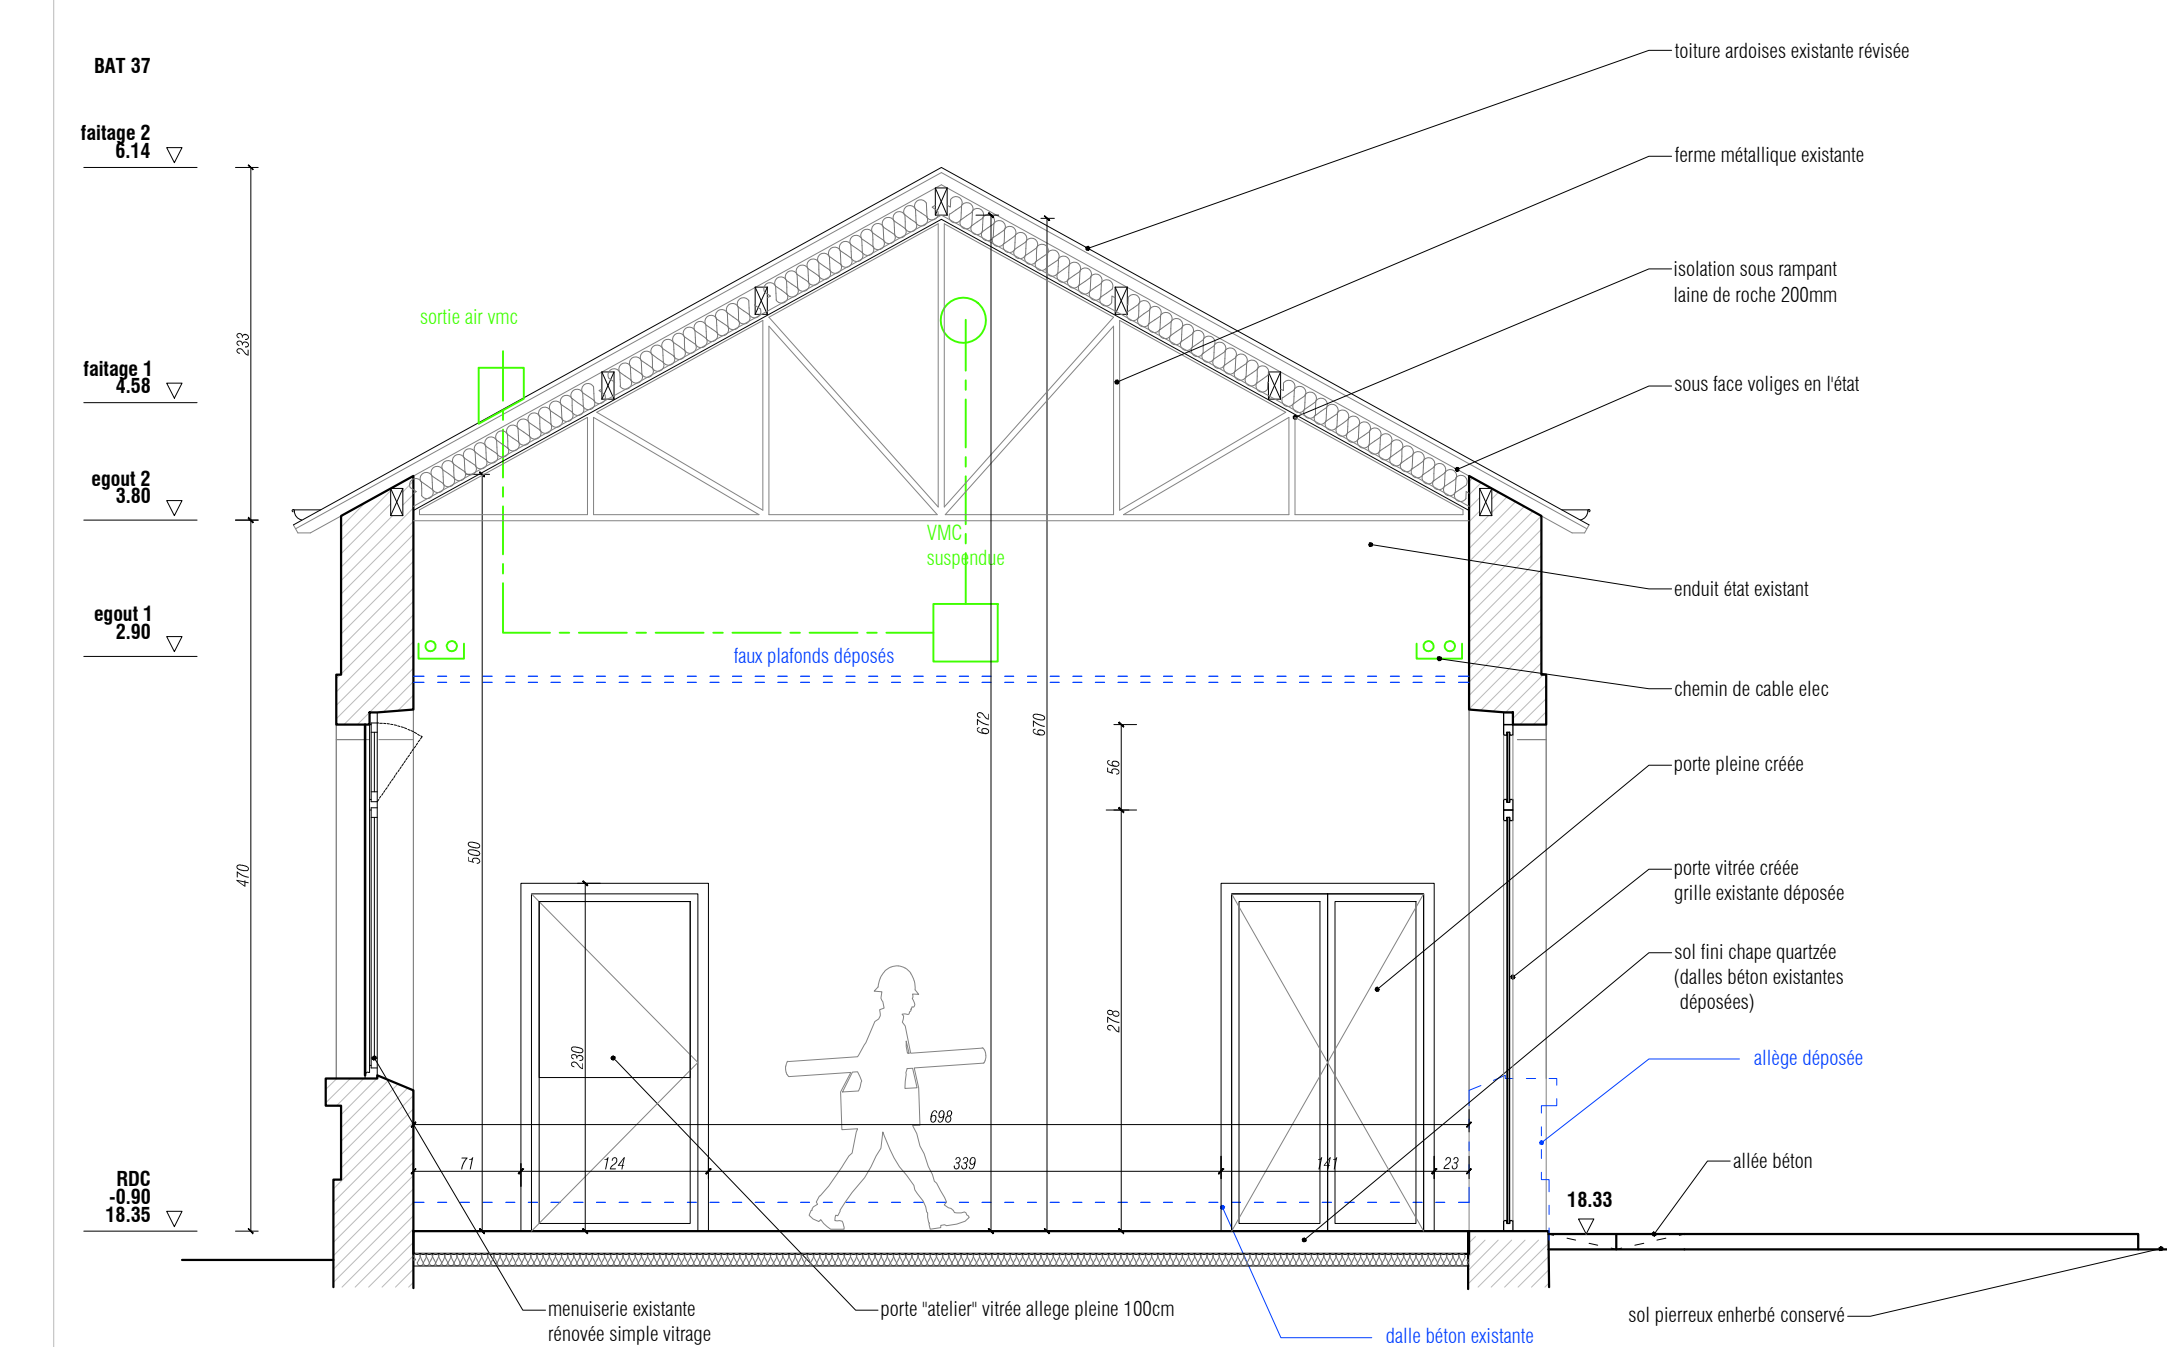 BAT 37
faitage 2
6.14
faitage 1
4.58
egout 2
3.80
egout 1
2.90
RDC
-0.90
18.35
233
470
sortie air vmc
VMC
suspendue
faux plafonds déposés
500
672
670
56
278
230
698
71
124
339
141
23
18.33
toiture ardoises existante révisée
ferme métallique existante
isolation sous rampant
laine de roche 200mm
sous face voliges en l'état
enduit état existant
chemin de cable elec
porte pleine créée
porte vitrée créée
grille existante déposée
sol fini chape quartzée
(dalles béton existantes
déposées)
allège déposée
allée béton
sol pierreux enherbé conservé
menuiserie existante
rénovée simple vitrage
porte "atelier" vitrée allege pleine 100cm
dalle béton existante